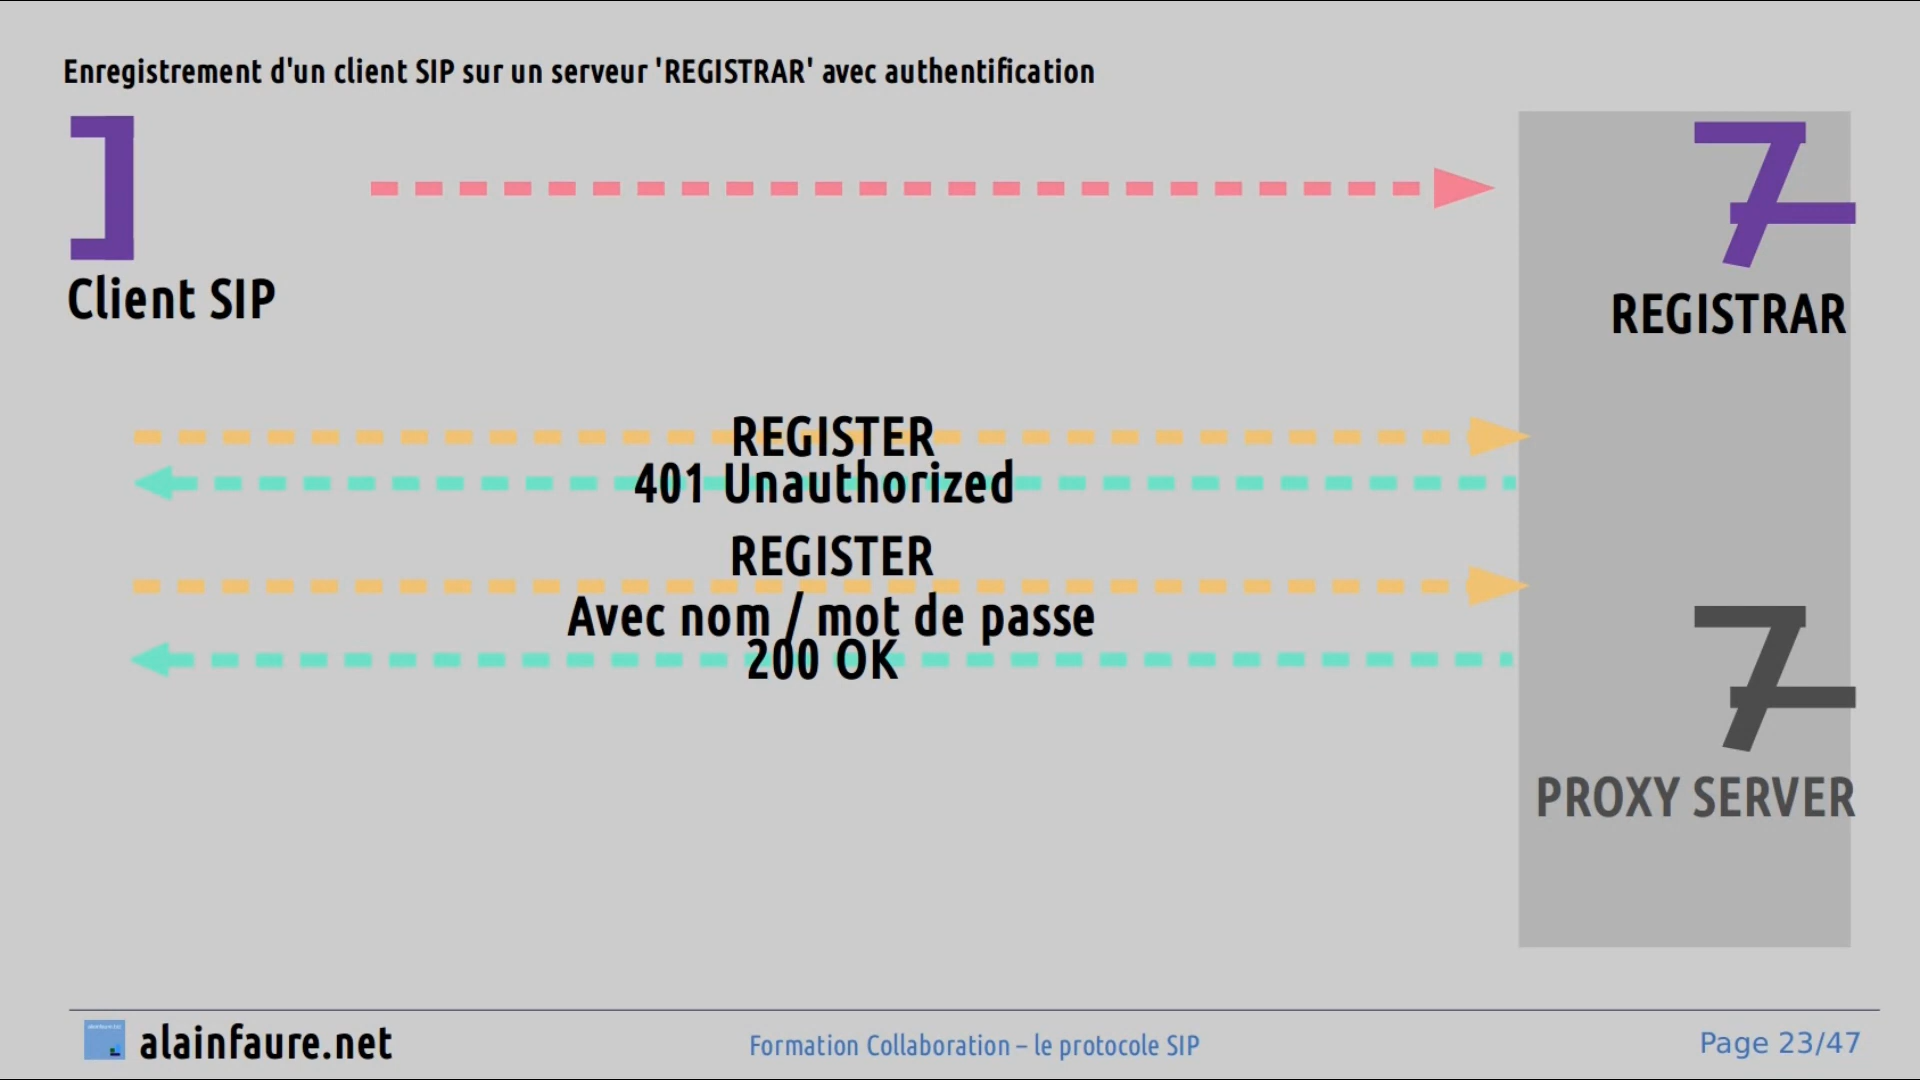 Enregistrement d'un client SIP sur un serveur 'REGISTRAR' avec authentification
Client SIP
REGISTRAR
REGISTER
401 Unauthorized
REGISTER
Avec nom / mot de passe
200 OK
PROXY SERVER
alainfaure.net
Formation Collaboration – le protocole SIP
Page 23/47